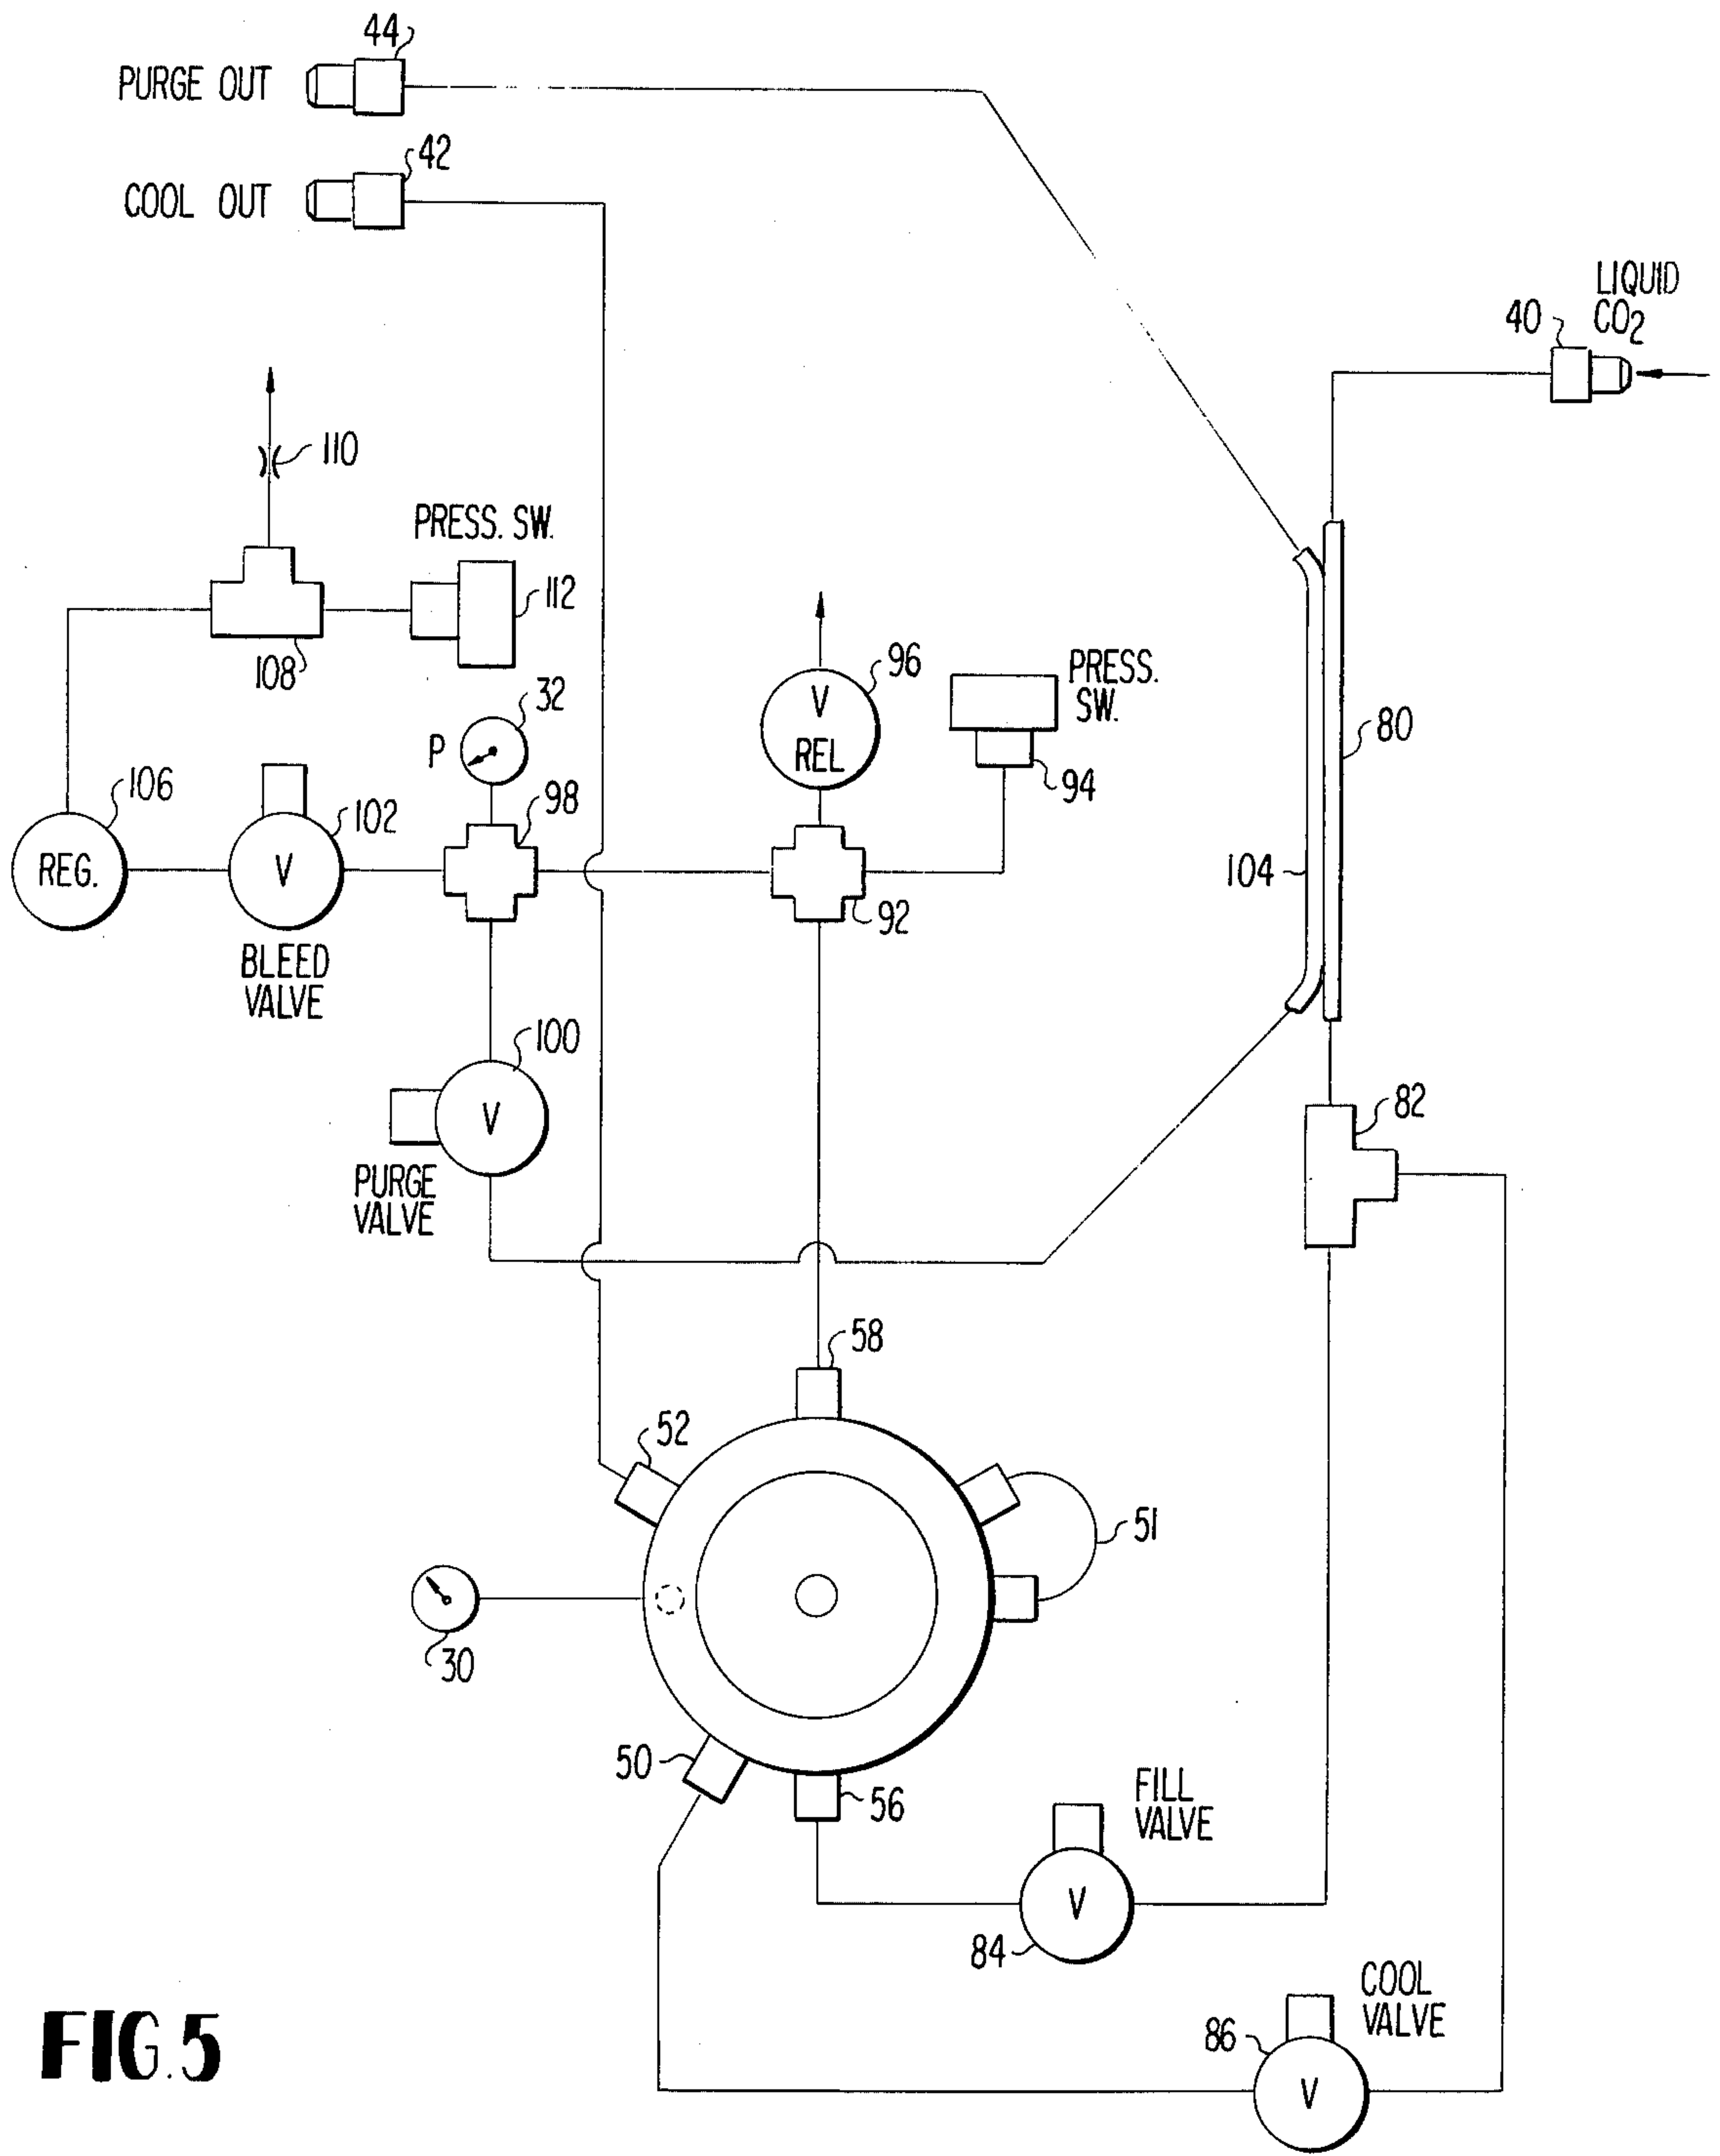 44
PURGE OUT
42
COOL OUT
LIQUID
CO2
40
110
PRESS. SW.
112
108
96
PRESS.
SW.
V
REL
94
32
P
80
106
102
98
REG.
V
104
92
BLEED
VALVE
100
V
82
PURGE
VALVE
58
52
51
30
50
56
FILL
VALVE
V
84
COOL
VALVE
86
V
FIG.5